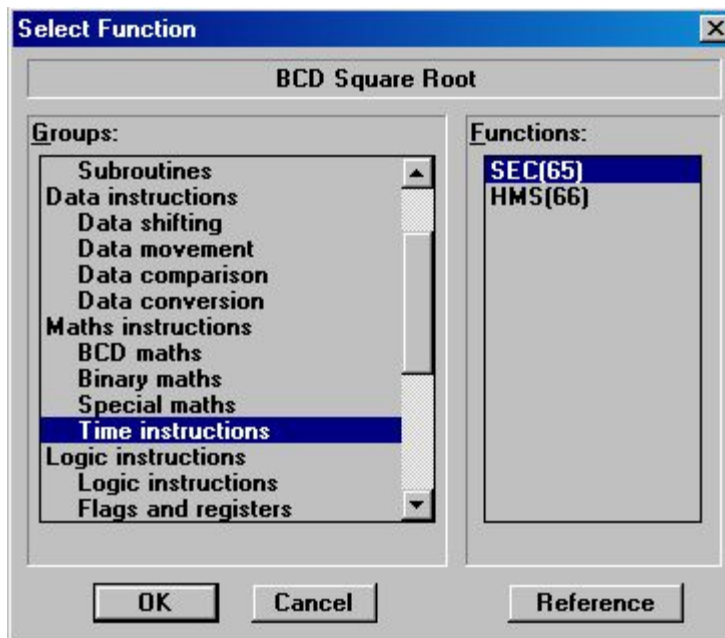 Select Function
BCD Square Root
Groups:
Subroutines
Data instructions
Data shifting
Data movement
Data comparison
Data conversion
Maths instructions
BCD maths
Binary maths
Special maths
Time instructions
Logic instructions
Logic instructions
Flags and registers
Functions:
SEC(65)
HMS(66)
OK
Cancel
Reference